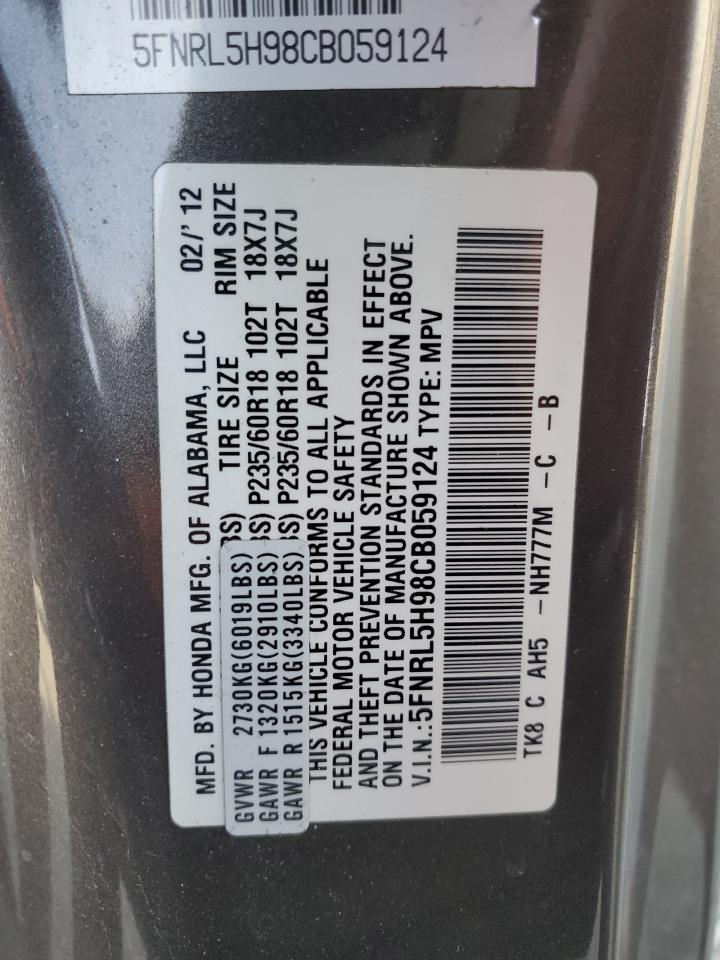 5FNRL5H98CB059124
MFD. BY HONDA MFG. OF ALABAMA, LLC 02/' 12
GVWR 2730KG(6019LBS) BS) TIRE SIZE RIM SIZE
GAWR F 1320KG(2910LBS) BS) P235/60R18 102T 18X7J
GAWR R 1515KG(3340LBS) BS) P235/60R18 102T 18X7J
THIS VEHICLE CONFORMS TO ALL APPLICABLE
FEDERAL MOTOR VEHICLE SAFETY
AND THEFT PREVENTION STANDARDS IN EFFECT
ON THE DATE OF MANUFACTURE SHOWN ABOVE.
V.I.N.:5FNRL5H98CB059124 TYPE: MPV
TK8 C AH5 -NH777M -C -B